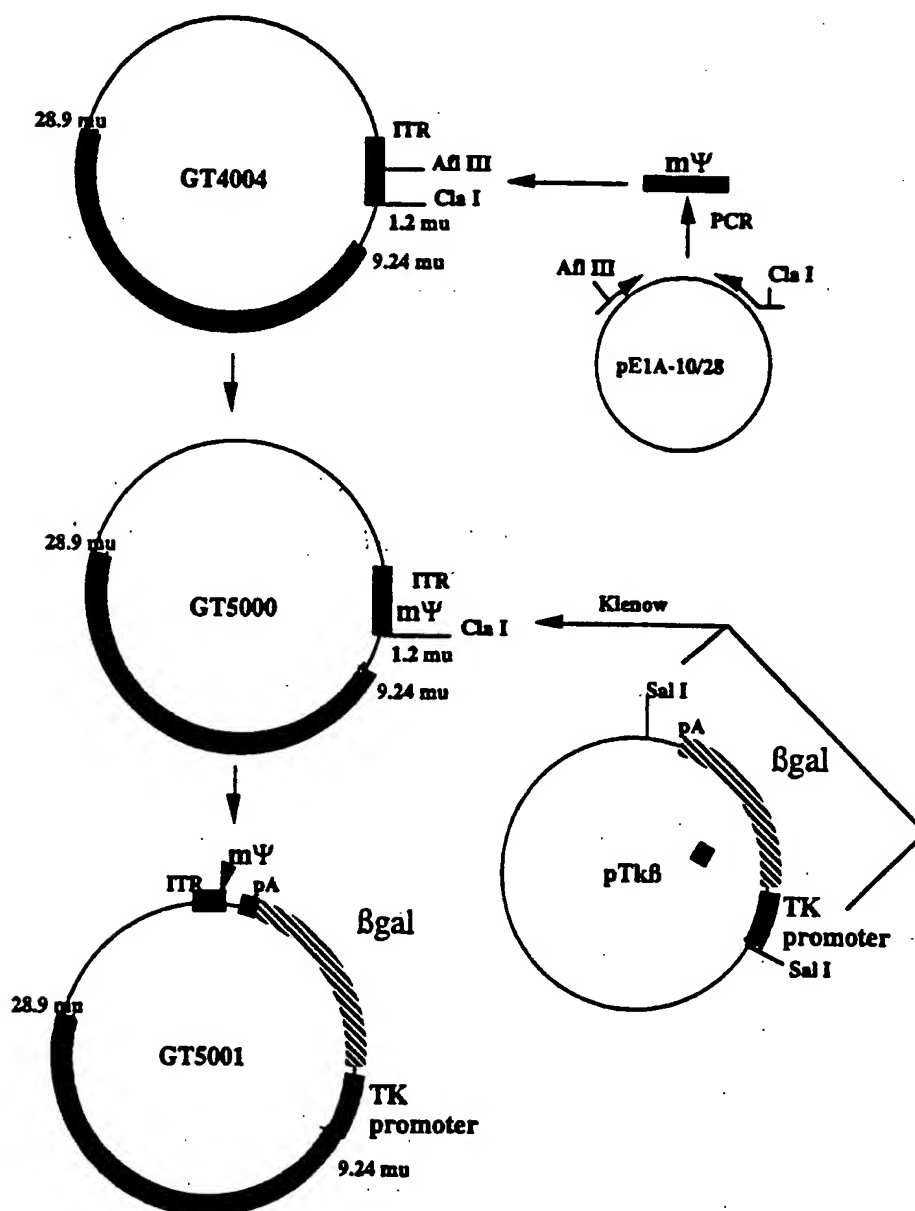 28.9 mu
ITR
GT4004
Afl III
Cla I
1.2 mu
9.24 mu
mΨ
PCR
Afl III
Cla I
pE1A-10/28
28.9 mu
ITR
GT5000
mΨ
Cla I
1.2 mu
9.24 mu
Klenow
Sal I
pA
ßgal
pTkß
TK
promoter
Sal I
mΨ
ITR
pA
ßgal
28.9 mu
GT5001
TK
promoter
9.24 mu